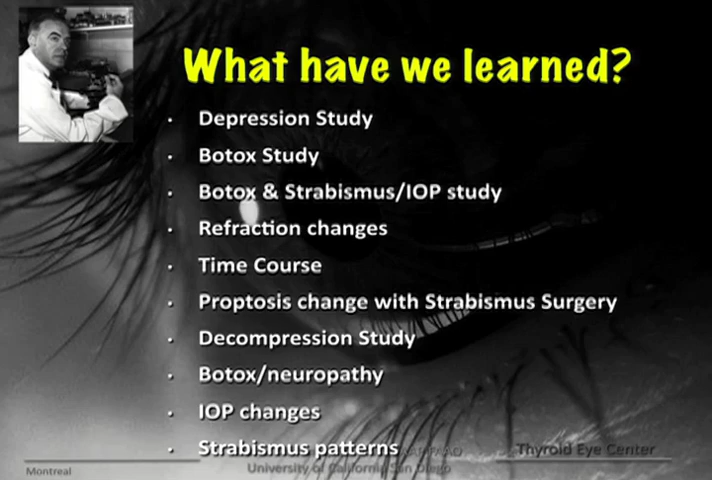 What have we learned?
• Depression Study
• Botox Study
• Botox & Strabismus/IOP study
• Refraction changes
• Time Course
• Proptosis change with Strabismus Surgery
• Decompression Study
• Botox/neuropathy
• IOP changes
• Strabismus patterns
Thyroid Eye Center
Montreal
University of California San Diego